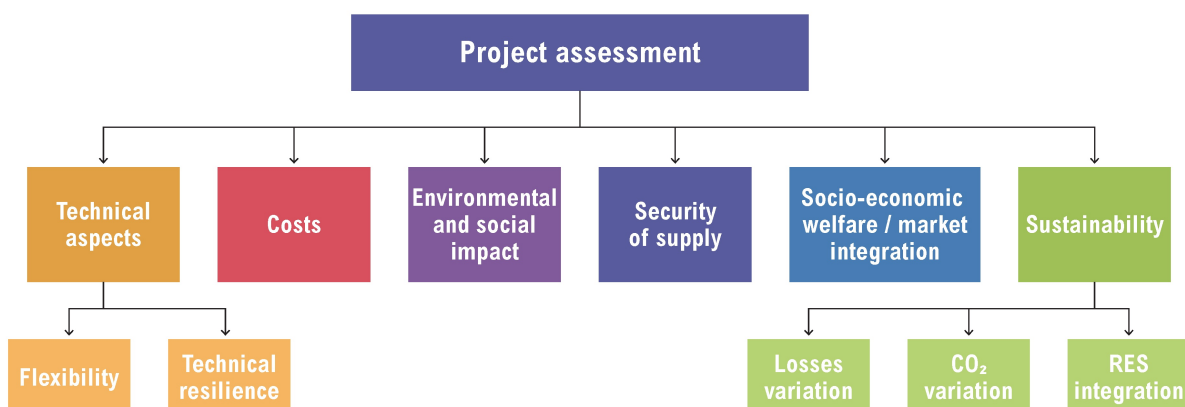 Project assessment
Technical
aspects
Costs
Environmental
and social
impact
Security
of supply
Socio-economic
welfare / market
integration
Sustainability
Flexibility
Technical
resilience
Losses
variation
CO₂
variation
RES
integration